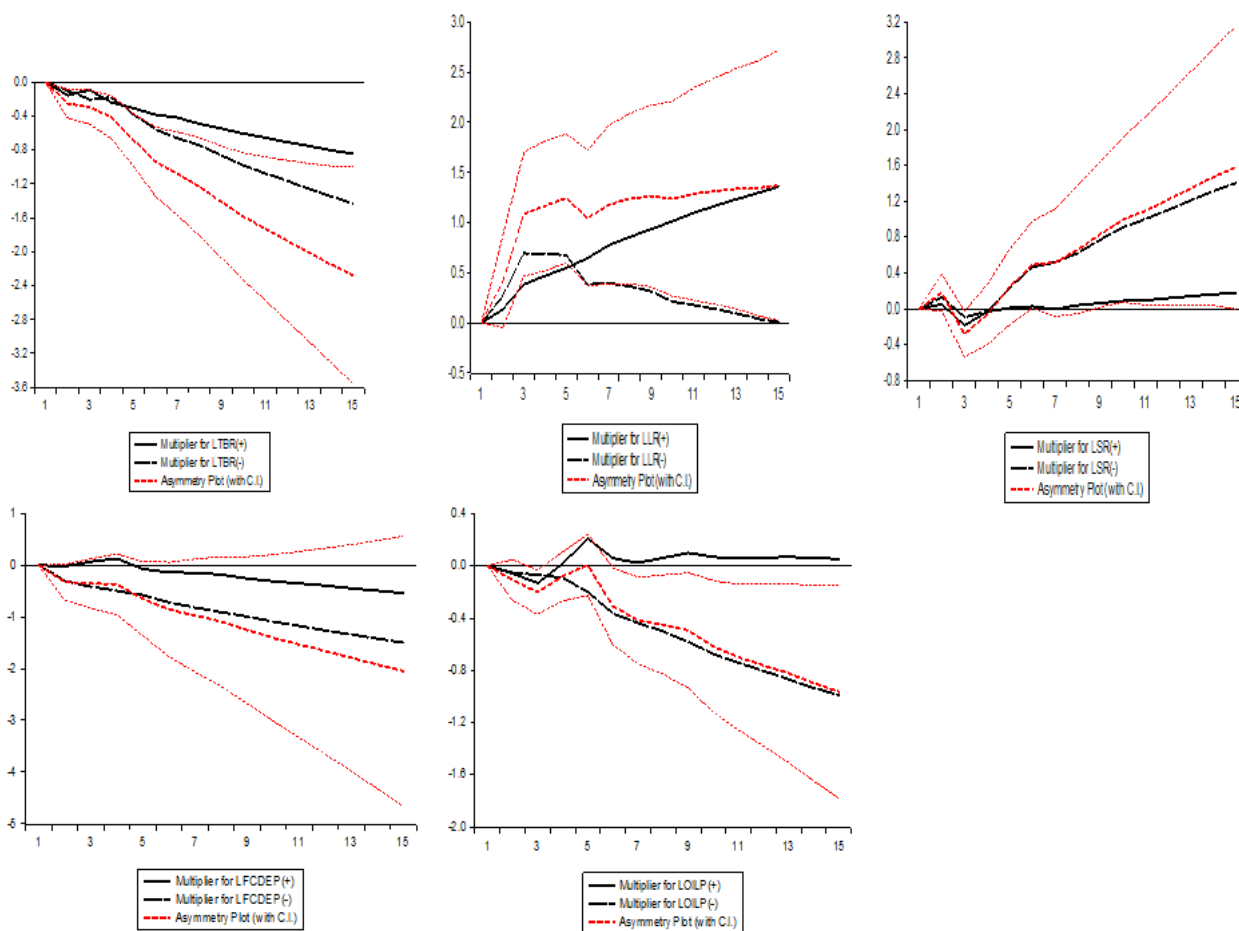 0.0
-0.4
-0.8
-1.2
-1.6
-2.0
-2.4
-2.8
-3.2
-3.6
1 3 5 7 9 11 13 15
Multiplier for LTBR(+)
Multiplier for LTBR(-)
Asymmetry Plot (with C.I.)
3.0
2.5
2.0
1.5
1.0
0.5
0.0
-0.5
1 3 5 7 9 11 13 15
Multiplier for LLR(+)
Multiplier for LLR(-)
Asymmetry Plot (with C.I.)
3.2
2.8
2.4
2.0
1.6
1.2
0.8
0.4
0.0
-0.4
-0.8
1 3 5 7 9 11 13 15
Multiplier for LSR(+)
Multiplier for LSR(-)
Asymmetry Plot (with C.I.)
1
0
-1
-2
-3
-4
-5
1 3 5 7 9 11 13 15
Multiplier for LFCDEP(+)
Multiplier for LFCDEP(-)
Asymmetry Plot (with C.I.)
0.4
0.0
-0.4
-0.8
-1.2
-1.6
-2.0
1 3 5 7 9 11 13 15
Multiplier for LOILP(+)
Multiplier for LOILP(-)
Asymmetry Plot (with C.I.)